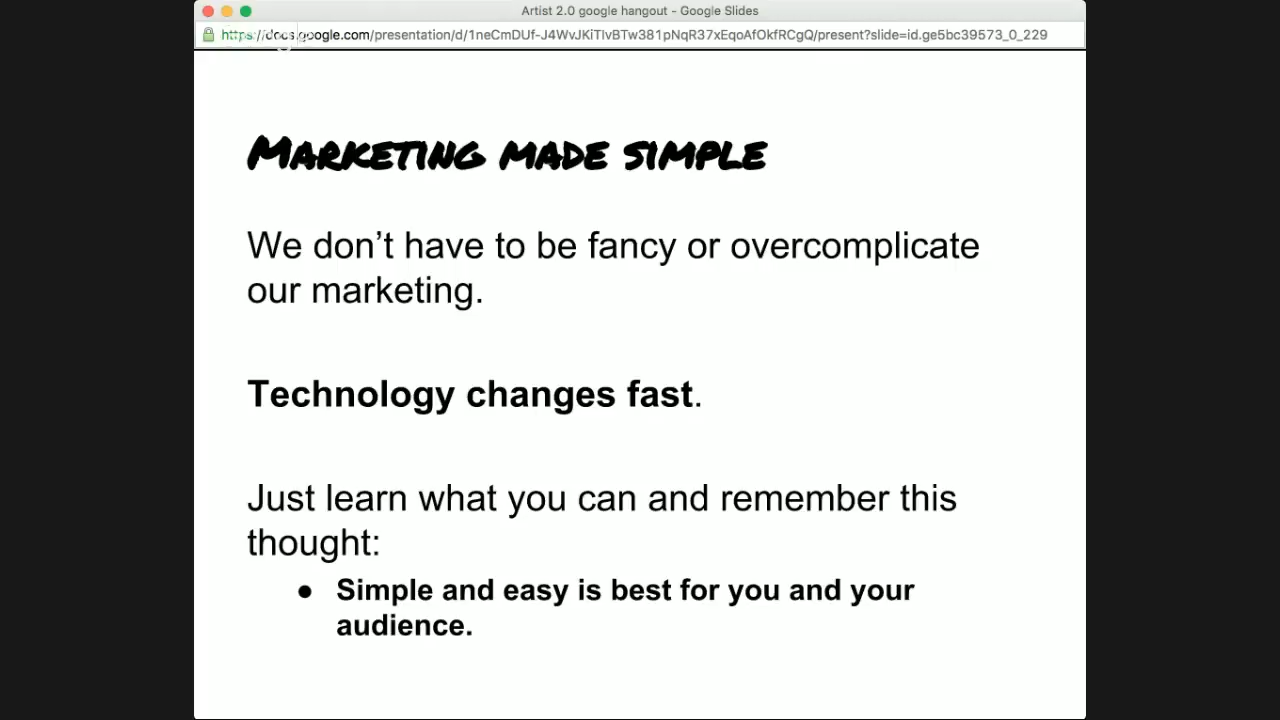 Artist 2.0 google hangout - Google Slides
https://docs.google.com/presentation/d/1neCmDUf-J4WvJKiTIvBTw381pNqR37xEqoAfOkfRCgQ/present?slide=id.ge5bc39573_0_229
Marketing made simple
We don’t have to be fancy or overcomplicate
our marketing.
Technology changes fast.
Just learn what you can and remember this
thought:
● Simple and easy is best for you and your
audience.